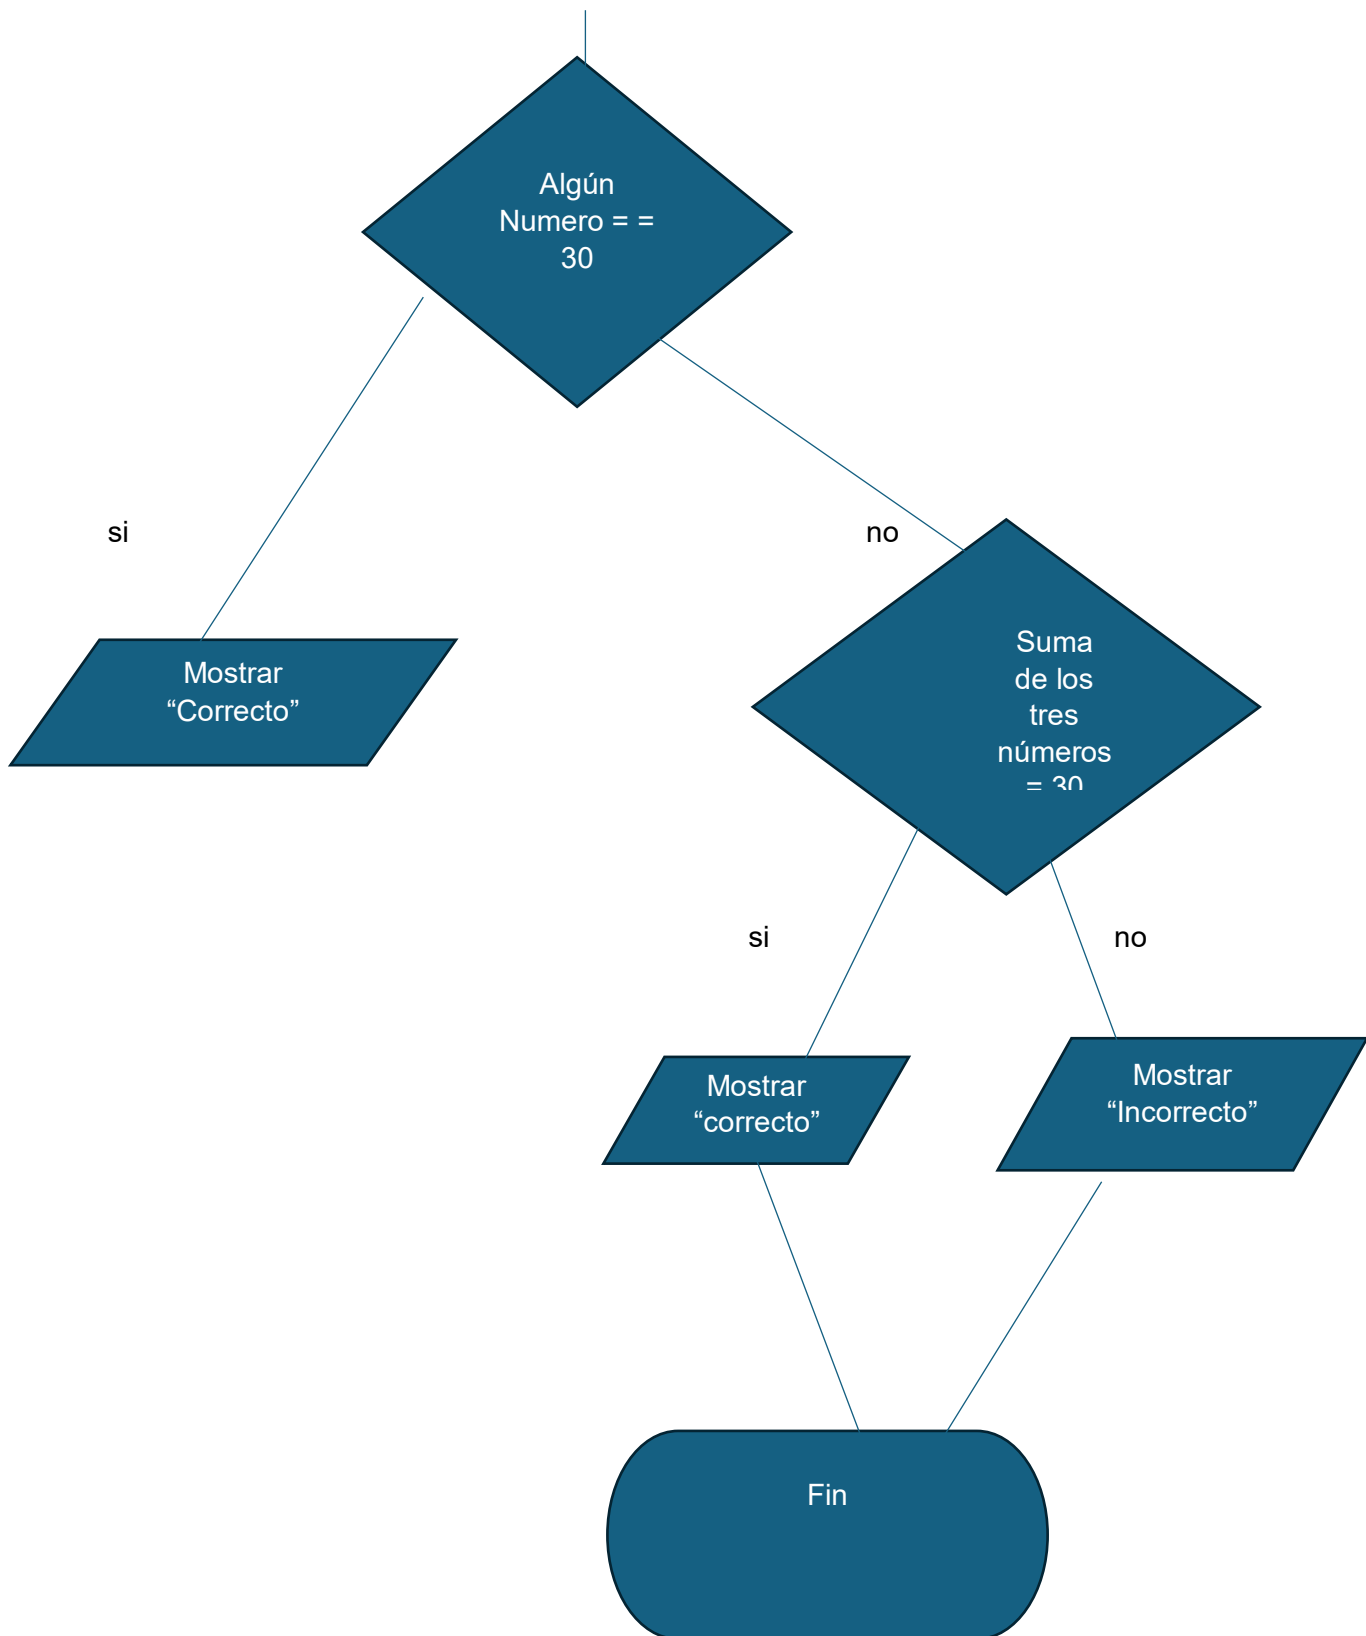 Algún
Numero = =
30
si
no
Mostrar
“Correcto”
Suma
de los
tres
números
= 30
si
no
Mostrar
“correcto”
Mostrar
“Incorrecto”
Fin